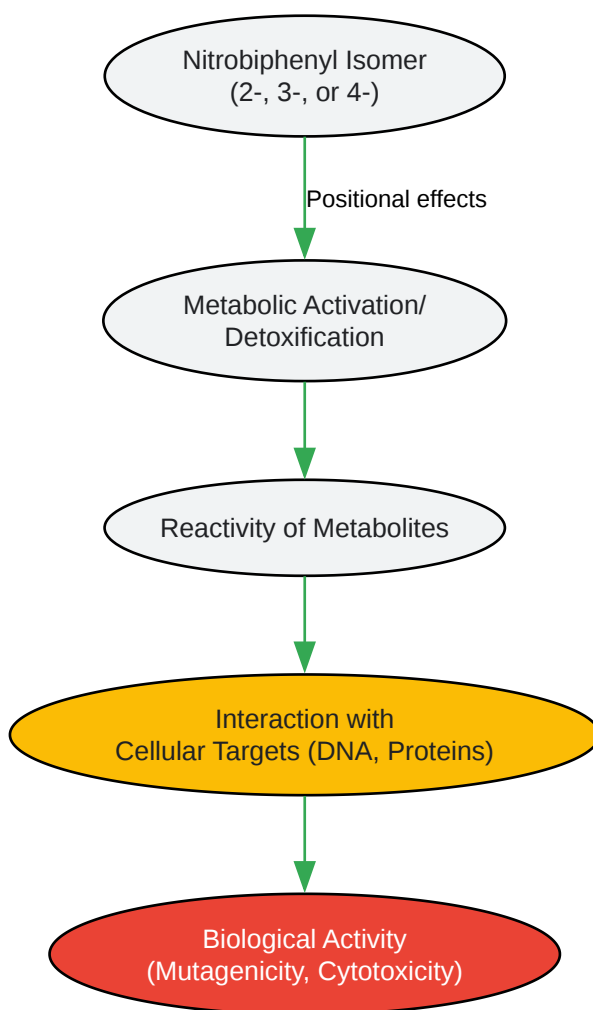 Nitrobiphenyl Isomer
(2-, 3-, or 4-)
Positional effects
Metabolic Activation/
Detoxification
Reactivity of Metabolites
Interaction with
Cellular Targets (DNA, Proteins)
Biological Activity
(Mutagenicity, Cytotoxicity)